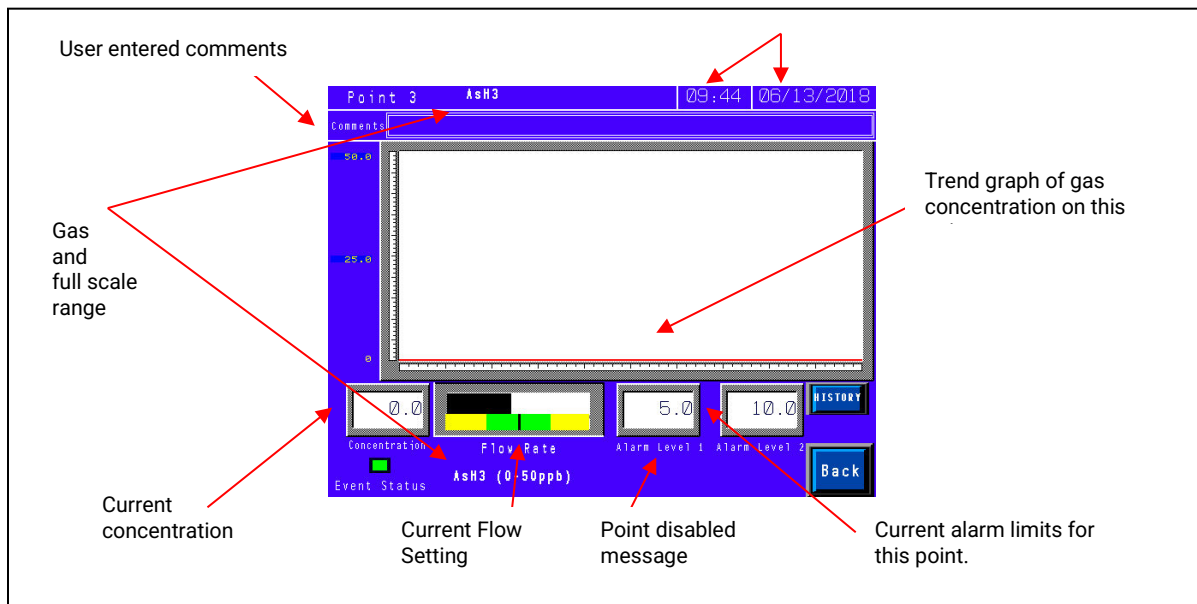 User entered comments
Point 3 AsH3 09:44 06/13/2018
Comments
50.0
Trend graph of gas
concentration on this
Gas
and
full scale
range
25.0
0
0.0 5.0 10.0 HISTORY
Concentration Flow Rate Alarm Level 1 Alarm Level 2
AsH3 (0-50ppb) Back
Event Status
Current
concentration
Current Flow
Setting
Point disabled
message
Current alarm limits for
this point.